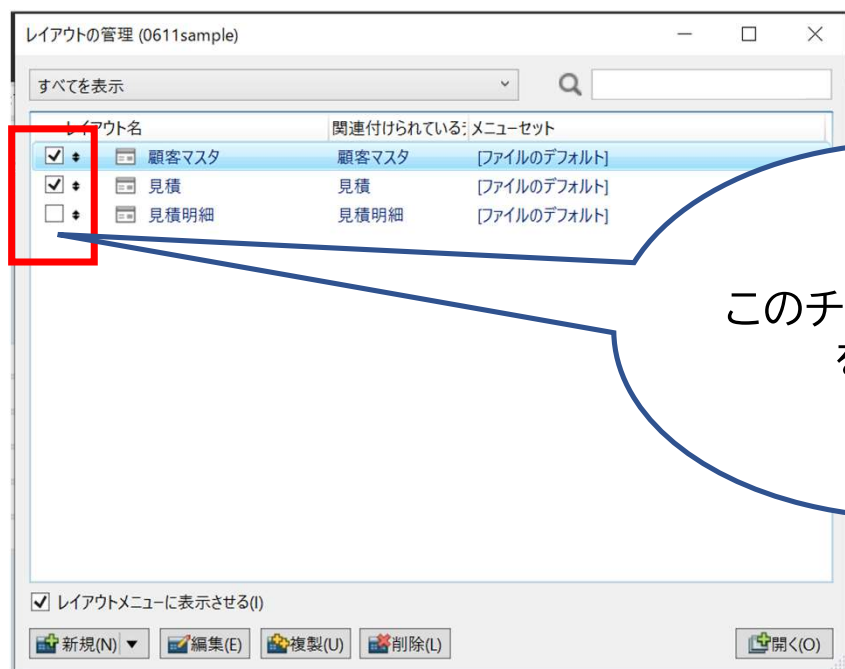 レイアウトの管理 (0611sample)
すべてを表示
レイアウト名 関連付けられている メニューセット
顧客マスタ 顧客マスタ [ファイルのデフォルト]
見積 見積 [ファイルのデフォルト]
見積明細 見積明細 [ファイルのデフォルト]
このチ
を
レイアウトメニューに表示させる(I)
新規(N) 編集(E) 複製(U) 削除(L) 開く(O)